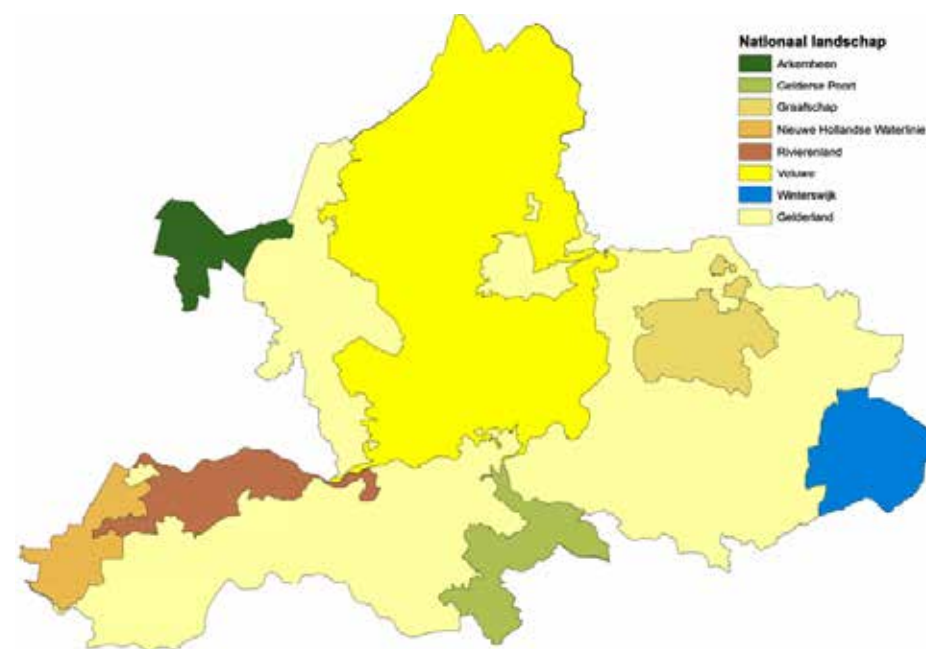 Nationaal landschap
Arkemheen
Gelderse Poort
Graafschap
Nieuwe Hollandse Waterlinie
Rivierenland
Veluwe
Winterswijk
Gelderland